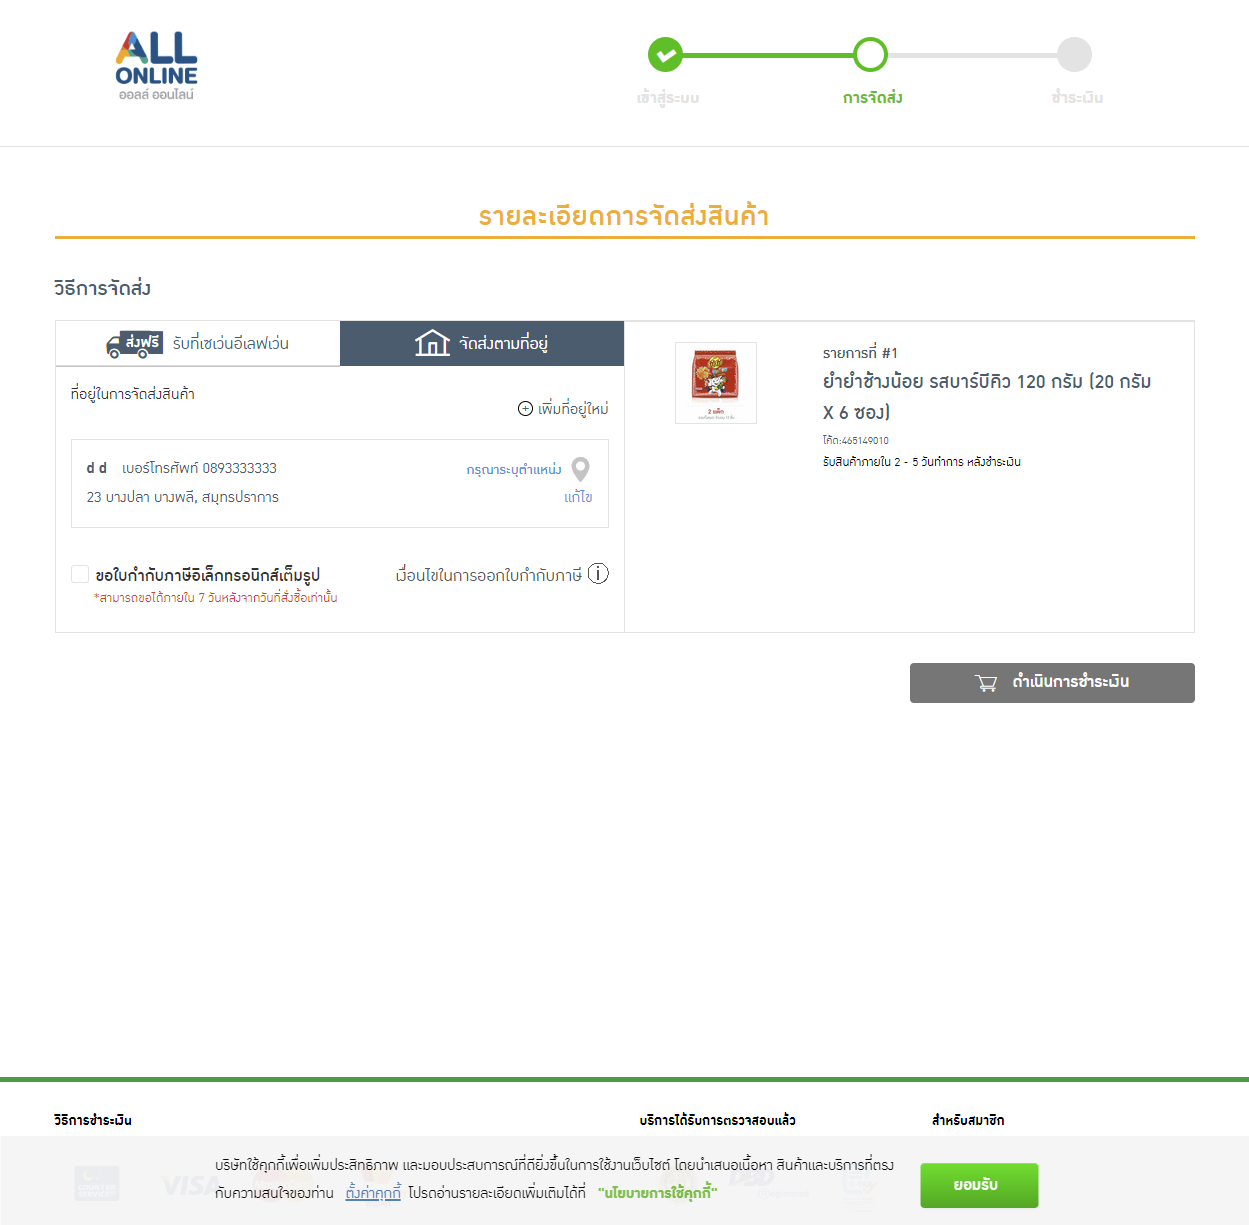 ALL
ONLINE
ออลล์ ออนไลน์
เข้าสู่ระบบ
การจัดส่ง
ชำระเงิน
รายละเอียดการจัดส่งสินค้า
วิธีการจัดส่ง
ส่งฟรี รับที่เซเว่นอีเลฟเว่น
จัดส่งตามที่อยู่
ที่อยู่ในการจัดส่งสินค้า
เพิ่มที่อยู่ใหม่
d d เบอร์โทรศัพท์ 0893333333
กรุณาระบุตำแหน่ง
23 บางปลา บางพลี, สมุทรปราการ
แก้ไข
ขอใบกำกับภาษีอิเล็กทรอนิกส์เต็มรูป
เงื่อนไขในการออกใบกำกับภาษี
*สามารถขอได้ภายใน 7 วันหลังจากวันที่สั่งซื้อเท่านั้น
รายการที่ #1
ยำยำช้างน้อย รสบาร์บีคิว 120 กรัม (20 กรัม
X 6 ซอง)
โค้ด:465149010
รับสินค้าภายใน 2 - 5 วันทำการ หลังชำระเงิน
2 แพ็ก
ดำเนินการชำระเงิน
วิธีการชำระเงิน
บริการได้รับการตรวจสอบแล้ว
สำหรับสมาชิก
บริษัทใช้คุกกี้เพื่อเพิ่มประสิทธิภาพ และมอบประสบการณ์ที่ดียิ่งขึ้นในการใช้งานเว็บไซต์ โดยนำเสนอเนื้อหา สินค้าและบริการที่ตรง
กับความสนใจของท่าน ตั้งค่าคุกกี้ โปรดอ่านรายละเอียดเพิ่มเติมได้ที่ "นโยบายการใช้คุกกี้"
ยอมรับ
VISA
DBD